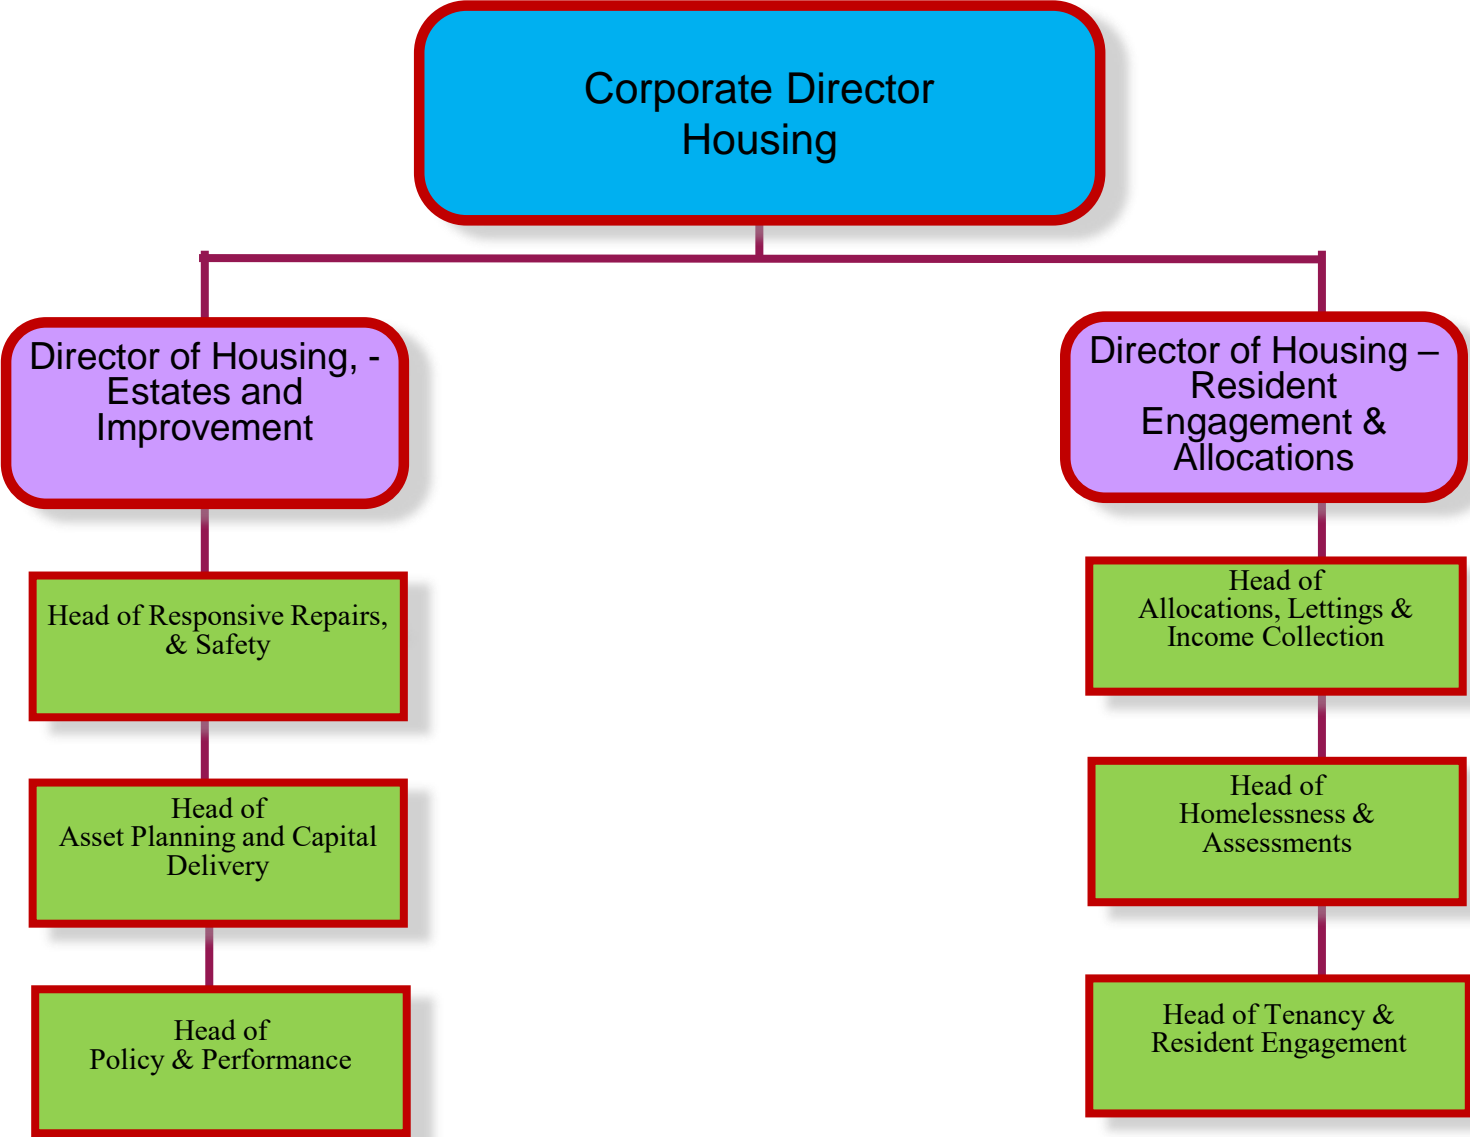 Corporate Director
Housing
Director of Housing, -
Estates and
Improvement
Director of Housing –
Resident
Engagement &
Allocations
Head of Responsive Repairs,
& Safety
Head of
Allocations, Lettings &
Income Collection
Head of
Asset Planning and Capital
Delivery
Head of
Homelessness &
Assessments
Head of
Policy & Performance
Head of Tenancy &
Resident Engagement